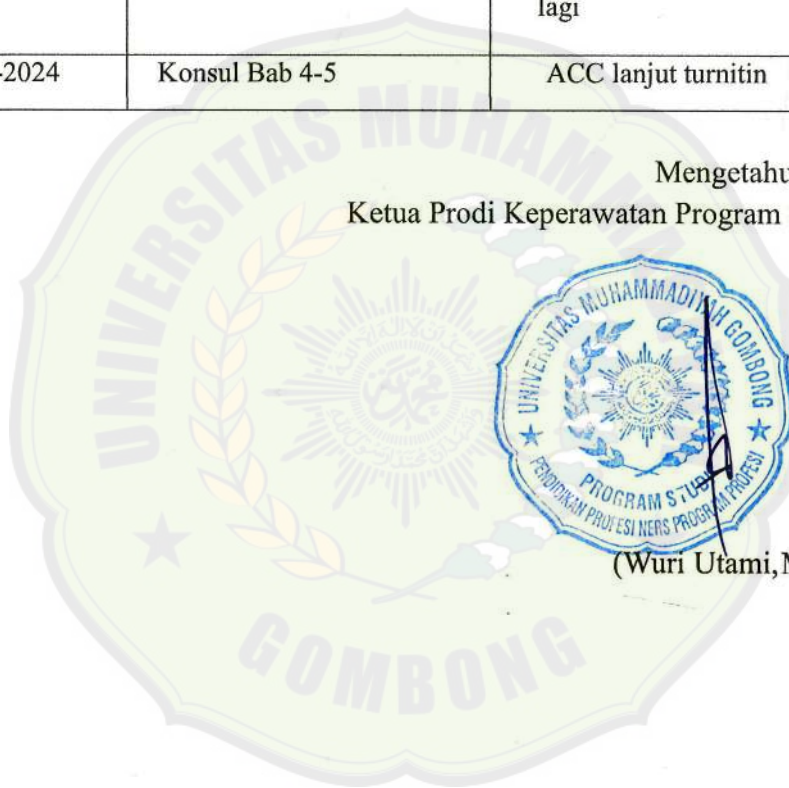 lagi
-2024 Konsul Bab 4-5 ACC lanjut turnitin
Mengetahu
Ketua Prodi Keperawatan Program
UNIVERSITAS MUHAMMADIYAH GOMBONG
PROGRAM STUDI
PENDIDIKAN PROFESI NERS PROGRAM PROFESI
(Wuri Utami, M
UNIVERSITAS MUHAMMA
GOMBONG